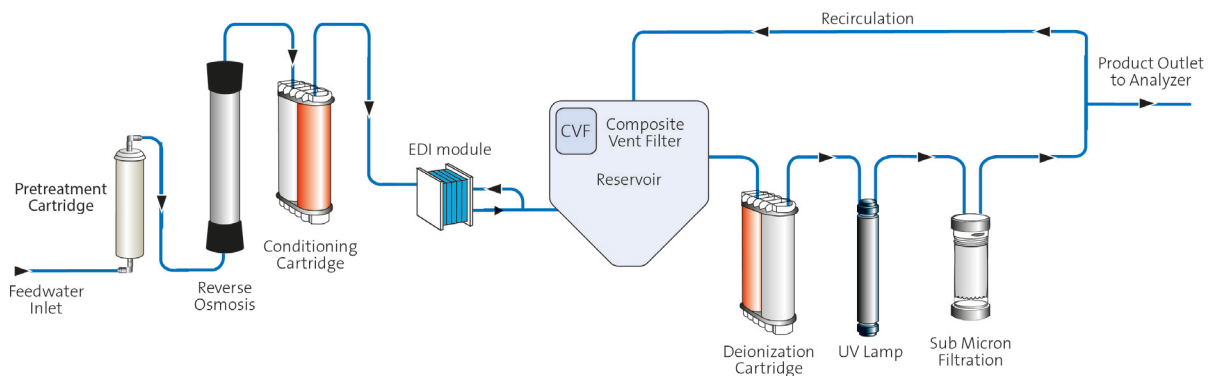 Recirculation
Product Outlet
to Analyzer
CVF
Composite
Vent Filter
Reservoir
EDI module
Pretreatment
Cartridge
Conditioning
Cartridge
Feedwater
Inlet
Reverse
Osmosis
Deionization
Cartridge
UV Lamp
Sub Micron
Filtration